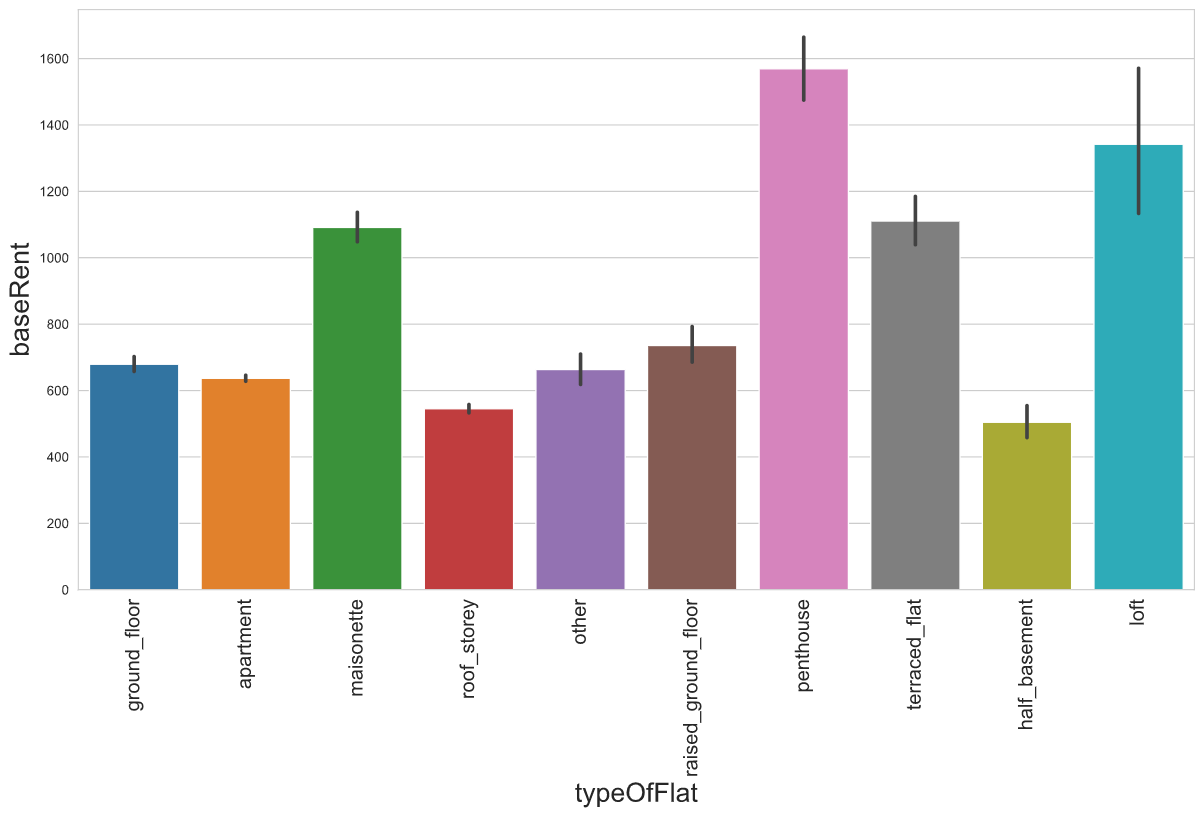 baseRent
1600
1400
1200
1000
800
600
400
200
0
ground_floor
apartment
maisonette
roof_storey
other
raised_ground_floor
penthouse
terraced_flat
half_basement
loft
typeOfFlat